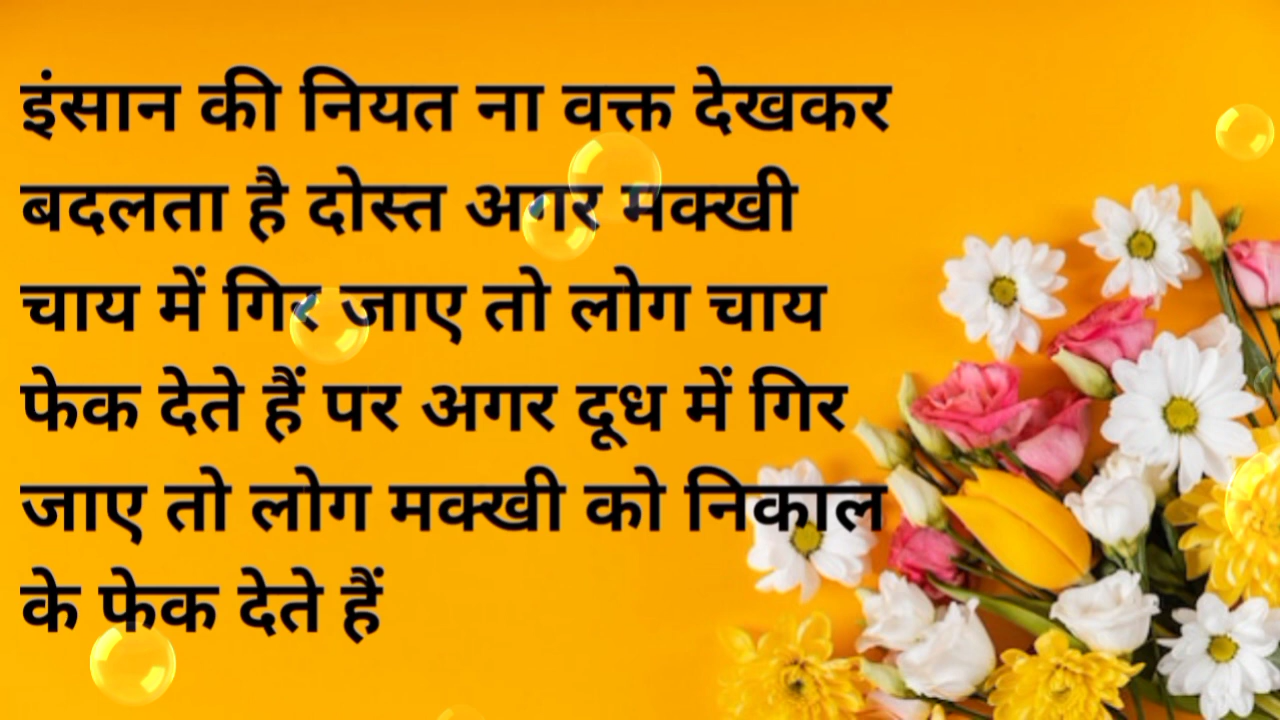 इंसान की नियत ना वक्त देखकर
बदलता है दोस्त अगर मक्खी
चाय में गिर जाए तो लोग चाय
फेक देते हैं पर अगर दूध में गिर
जाए तो लोग मक्खी को निकाल
के फेक देते हैं